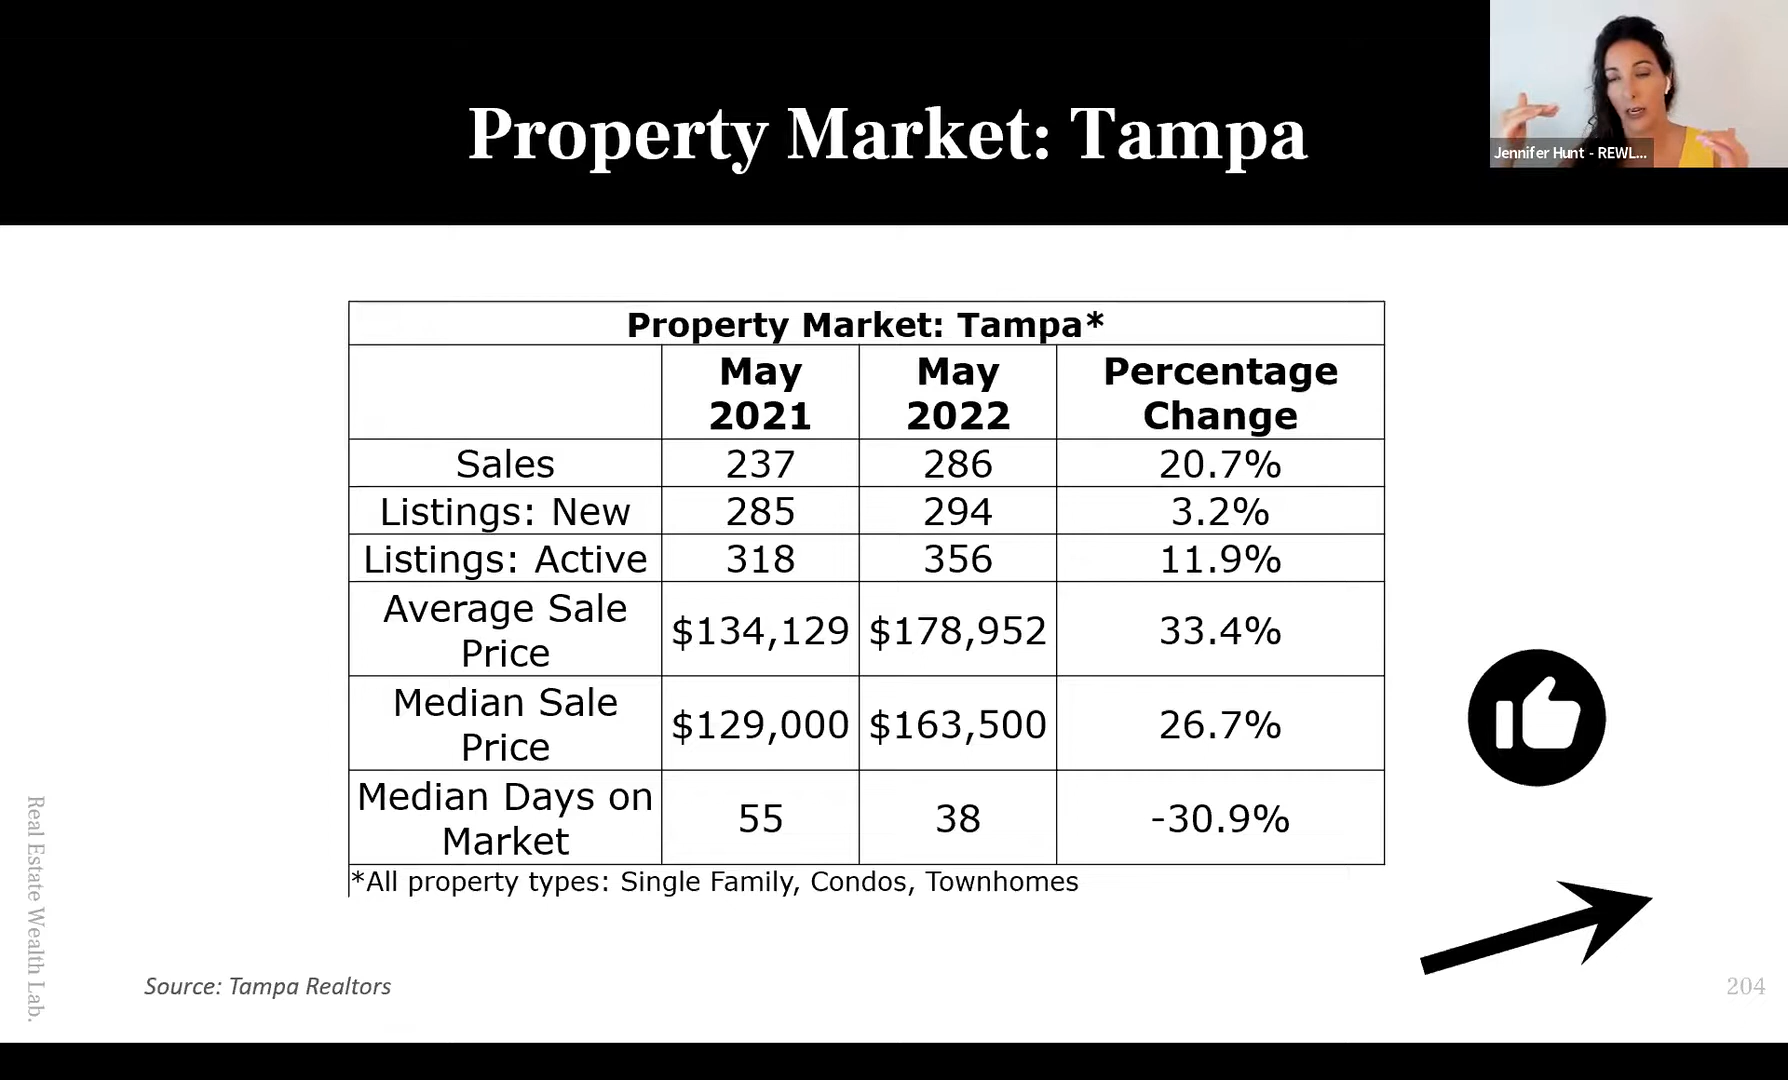 Property Market: Tampa
Jennifer Hunt - REWL...
Property Market: Tampa*
May
2021
May
2022
Percentage
Change
Sales
237
286
20.7%
Listings: New
285
294
3.2%
Listings: Active
318
356
11.9%
Average Sale
Price
$134,129
$178,952
33.4%
Median Sale
Price
$129,000
$163,500
26.7%
Median Days on
Market
55
38
-30.9%
*All property types: Single Family, Condos, Townhomes
Real Estate Wealth Lab.
Source: Tampa Realtors
204